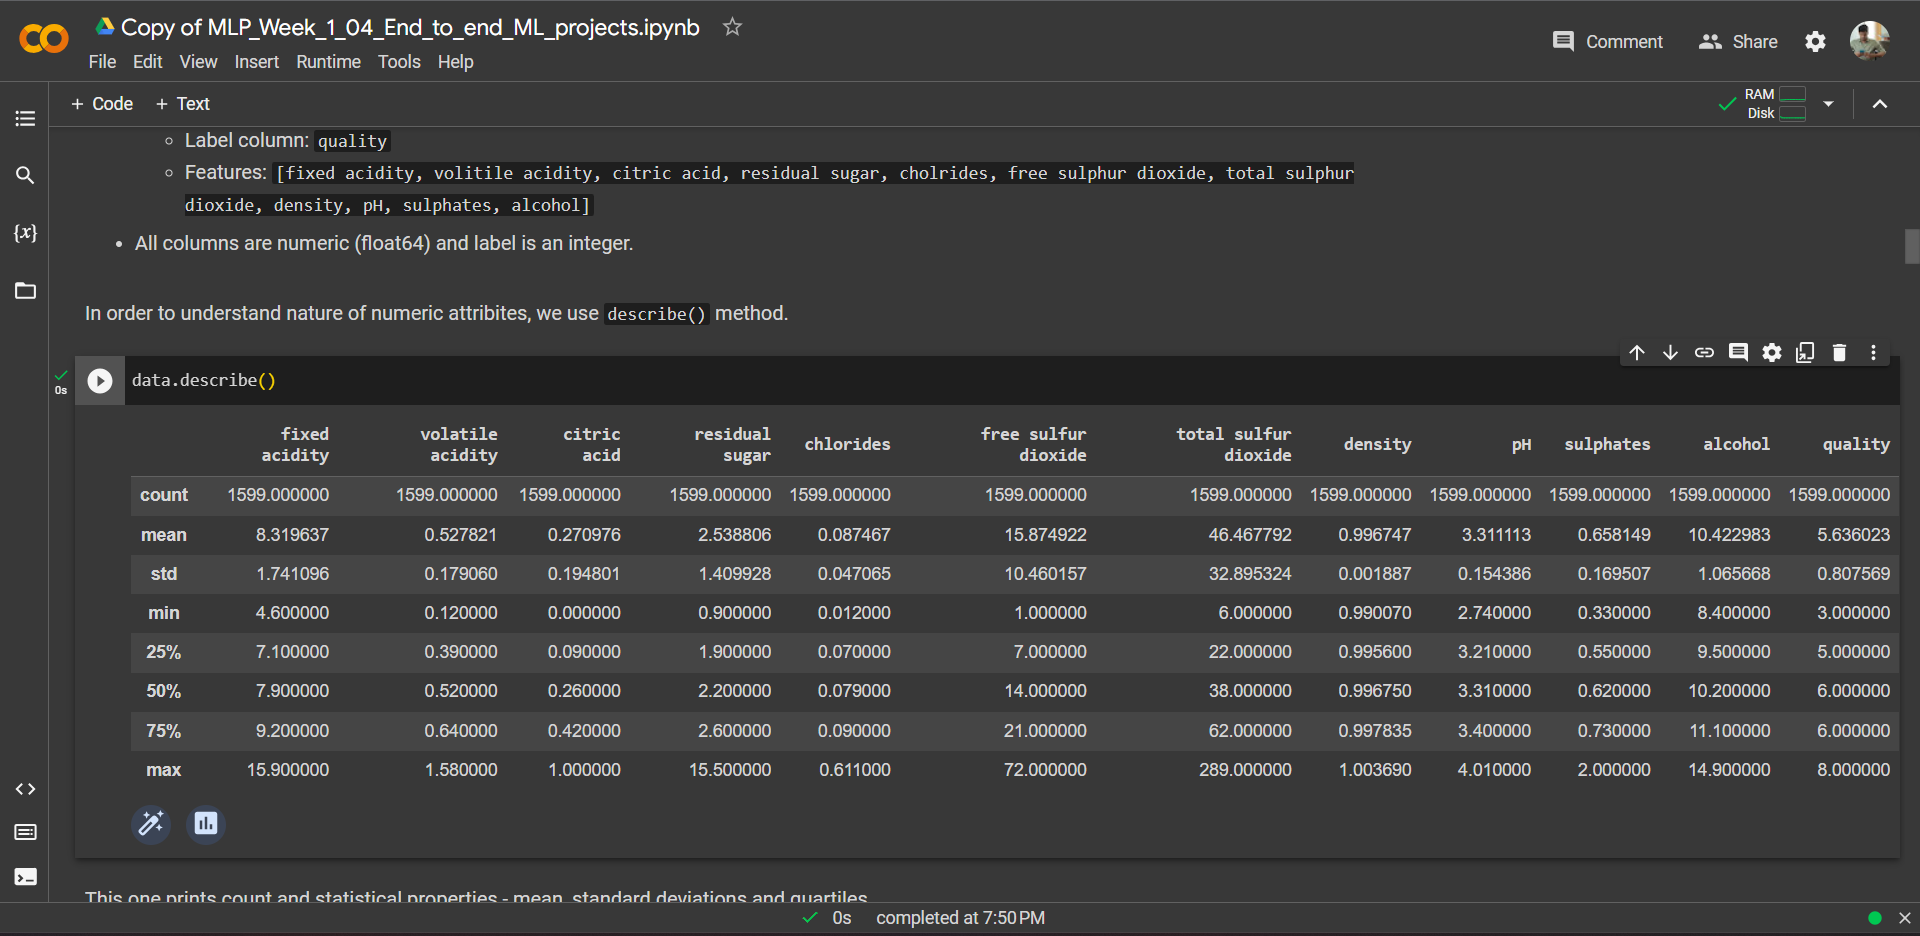 Copy of MLP_Week_1_04_End_to_end_ML_projects.ipynb
File Edit View Insert Runtime Tools Help
Comment Share
+ Code + Text
RAM
Disk
Label column: quality
Features: [fixed acidity, volitile acidity, citric acid, residual sugar, cholrides, free sulphur dioxide, total sulphur
dioxide, density, pH, sulphates, alcohol]
{x}
All columns are numeric (float64) and label is an integer.
In order to understand nature of numeric attribites, we use describe() method.
0s
data.describe()
fixed acidity volatile acidity citric acid residual sugar chlorides free sulfur dioxide total sulfur dioxide density pH sulphates alcohol quality
count 1599.000000 1599.000000 1599.000000 1599.000000 1599.000000 1599.000000 1599.000000 1599.000000 1599.000000 1599.000000 1599.000000 1599.000000
mean 8.319637 0.527821 0.270976 2.538806 0.087467 15.874922 46.467792 0.996747 3.311113 0.658149 10.422983 5.636023
std 1.741096 0.179060 0.194801 1.409928 0.047065 10.460157 32.895324 0.001887 0.154386 0.169507 1.065668 0.807569
min 4.600000 0.120000 0.000000 0.900000 0.012000 1.000000 6.000000 0.990070 2.740000 0.330000 8.400000 3.000000
25% 7.100000 0.390000 0.090000 1.900000 0.070000 7.000000 22.000000 0.995600 3.210000 0.550000 9.500000 5.000000
50% 7.900000 0.520000 0.260000 2.200000 0.079000 14.000000 38.000000 0.996750 3.310000 0.620000 10.200000 6.000000
75% 9.200000 0.640000 0.420000 2.600000 0.090000 21.000000 62.000000 0.997835 3.400000 0.730000 11.100000 6.000000
max 15.900000 1.580000 1.000000 15.500000 0.611000 72.000000 289.000000 1.003690 4.010000 2.000000 14.900000 8.000000
This one prints count and statistical properties - mean, standard deviations and quartiles
0s completed at 7:50 PM